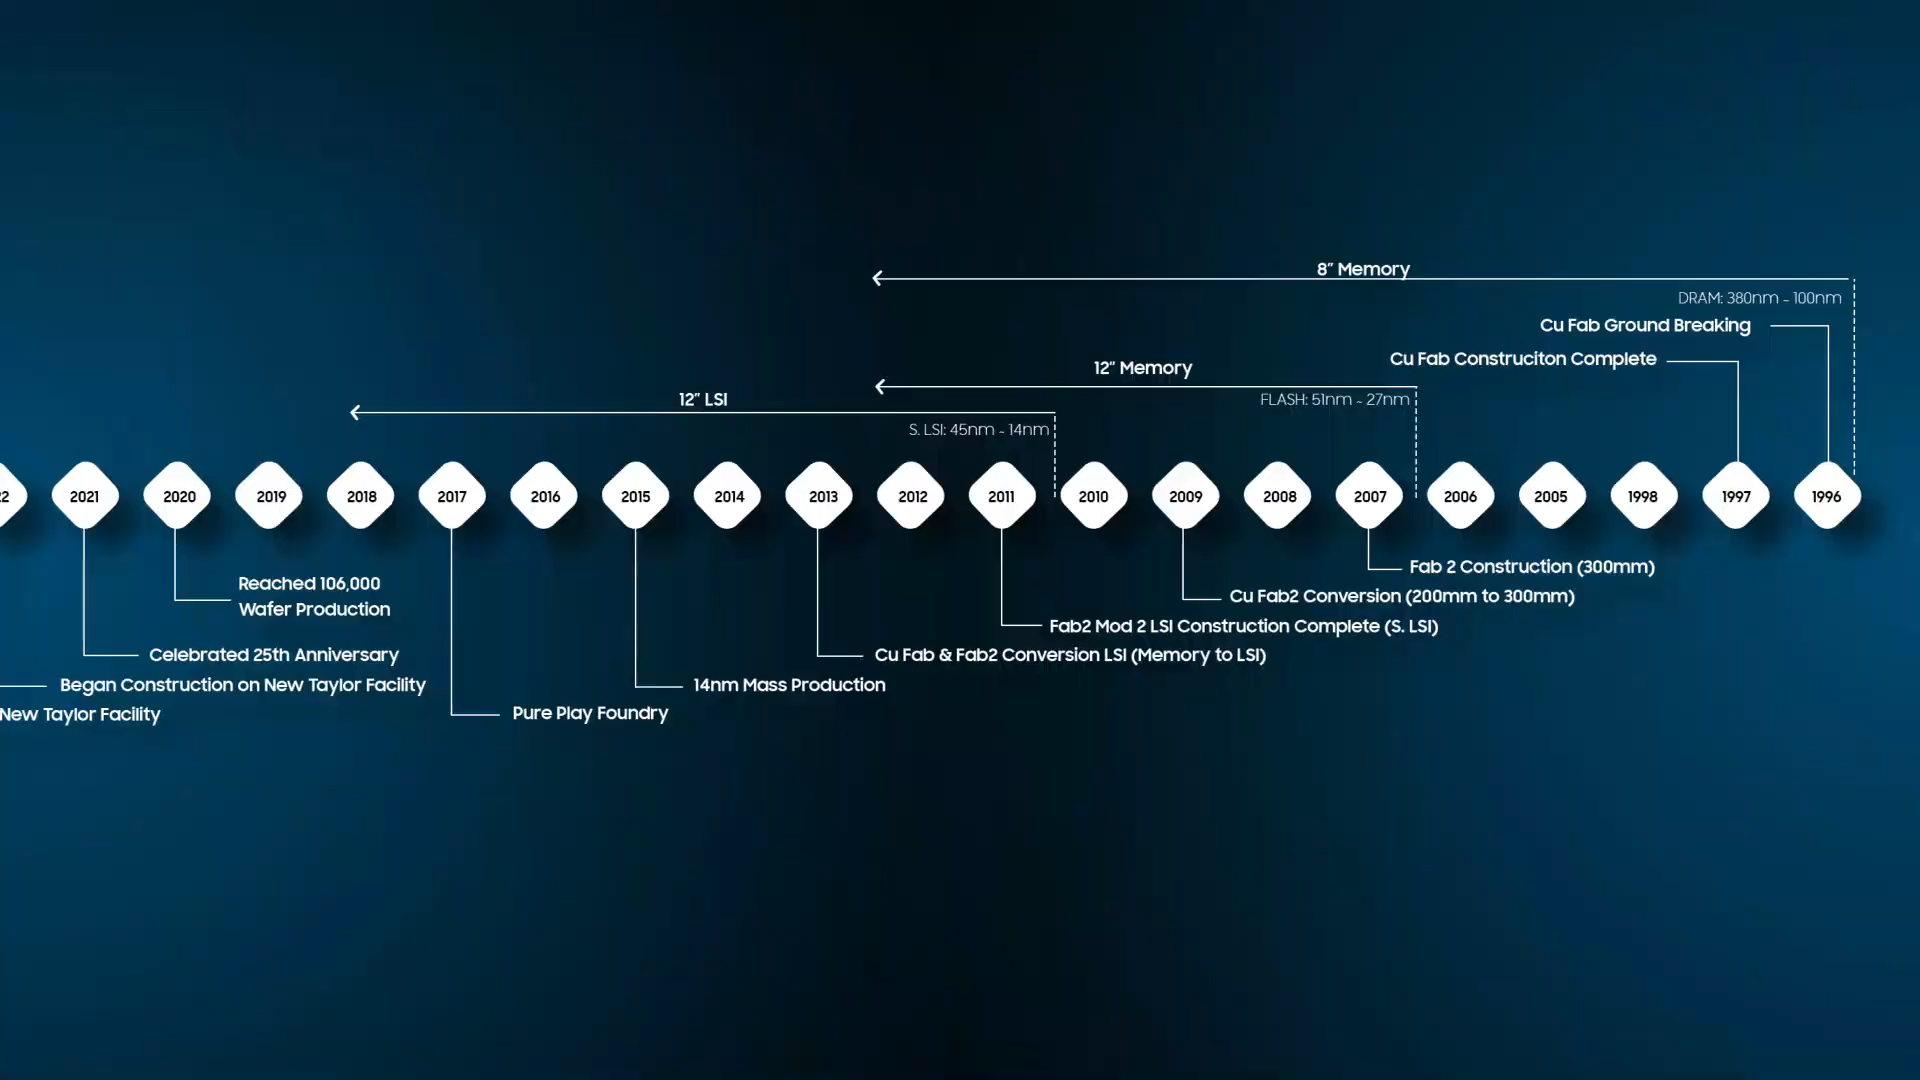 8” Memory
DRAM: 380nm - 100nm
Cu Fab Ground Breaking
Cu Fab Construciton Complete
12” Memory
FLASH: 51nm - 27nm
12” LSI
S. LSI: 45nm - 14nm
22 2021 2020 2019 2018 2017 2016 2015 2014 2013 2012 2011 2010 2009 2008 2007 2006 2005 1998 1997 1996
Fab 2 Construction (300mm)
Cu Fab2 Conversion (200mm to 300mm)
Fab2 Mod 2 LSI Construction Complete (S. LSI)
Cu Fab & Fab2 Conversion LSI (Memory to LSI)
14nm Mass Production
Pure Play Foundry
Reached 106,000
Wafer Production
Celebrated 25th Anniversary
Began Construction on New Taylor Facility
New Taylor Facility